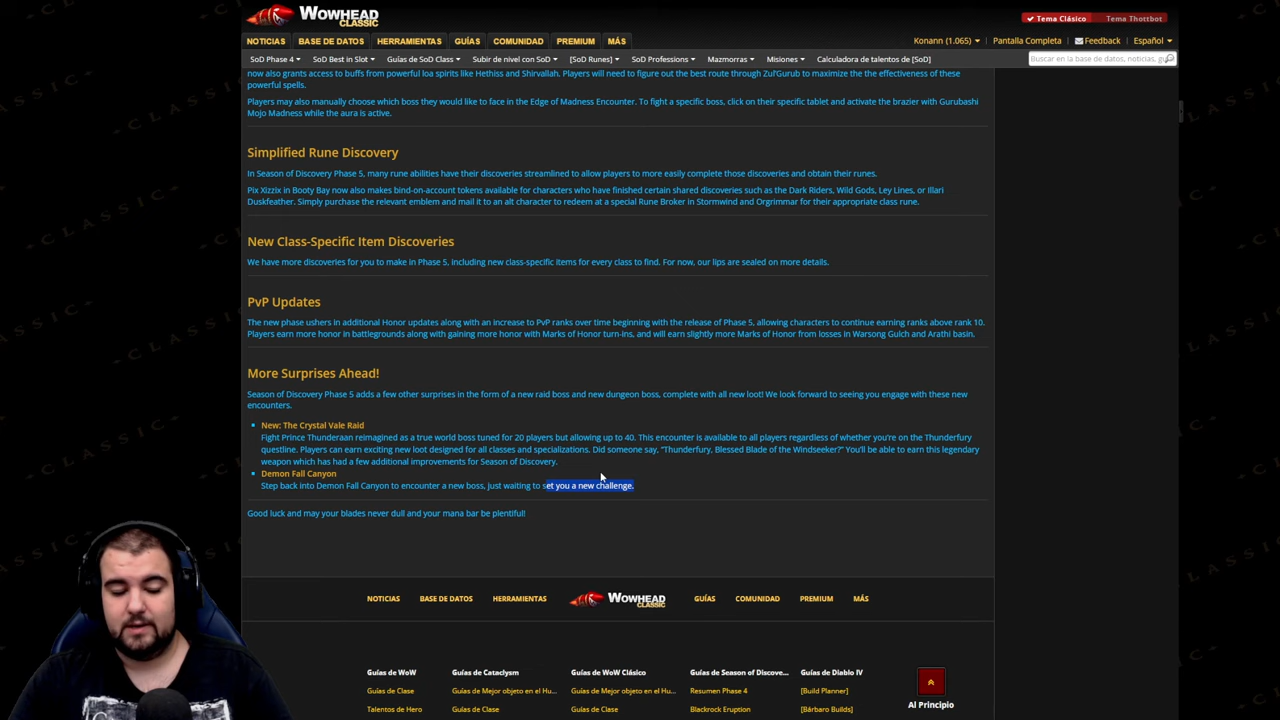 WOWHEAD
CLASSIC
Tema Clásico
Tema Thottbot
NOTICIAS
BASE DE DATOS
HERRAMIENTAS
GUÍAS
COMUNIDAD
PREMIUM
MÁS
Konann (1.065)
Pantalla Completa
Feedback
Español
SoD Phase 4
SoD Best in Slot
Guías de SoD Class
Subir de nivel con SoD
[SoD Runes]
SoD Professions
Mazmorras
Misiones
Calculadora de talentos de [SoD]
Buscar en la base de datos, noticias, gu
now also grants access to buffs from powerful loa spirits like Hethiss and Shirvallah. Players will need to figure out the best route through Zul'Gurub to maximize the the effectiveness of these
powerful spells.
Players may also manually choose which boss they would like to face in the Edge of Madness Encounter. To fight a specific boss, click on their specific tablet and activate the brazier with Gurubashi
Mojo Madness while the aura is active.
Simplified Rune Discovery
In Season of Discovery Phase 5, many rune abilities have their discoveries streamlined to allow players to more easily complete those discoveries and obtain their runes.
Pix Xizzix in Booty Bay now also makes bind-on-account tokens available for characters who have finished certain shared discoveries such as the Dark Riders, Wild Gods, Ley Lines, or Illari
Duskfeather. Simply purchase the relevant emblem and mail it to an alt character to redeem at a special Rune Broker in Stormwind and Orgrimmar for their appropriate class rune.
New Class-Specific Item Discoveries
We have more discoveries for you to make in Phase 5, including new class-specific items for every class to find. For now, our lips are sealed on more details.
PvP Updates
The new phase ushers in additional Honor updates along with an increase to PvP ranks over time beginning with the release of Phase 5, allowing characters to continue earning ranks above rank 10.
Players earn more honor in battlegrounds along with gaining more honor with Marks of Honor turn-ins, and will earn slightly more Marks of Honor from losses in Warsong Gulch and Arathi basin.
More Surprises Ahead!
Season of Discovery Phase 5 adds a few other surprises in the form of a new raid boss and new dungeon boss, complete with all new loot! We look forward to seeing you engage with these new
encounters.
New: The Crystal Vale Raid
Fight Prince Thunderaan reimagined as a true world boss tuned for 20 players but allowing up to 40. This encounter is available to all players regardless of whether you're on the Thunderfury
questline. Players can earn exciting new loot designed for all classes and specializations. Did someone say, "Thunderfury, Blessed Blade of the Windseeker?" You'll be able to earn this legendary
weapon which has had a few additional improvements for Season of Discovery.
Demon Fall Canyon
Step back into Demon Fall Canyon to encounter a new boss, just waiting to set you a new challenge.
Good luck and may your blades never dull and your mana bar be plentiful!
NOTICIAS
BASE DE DATOS
HERRAMIENTAS
WOWHEAD
CLASSIC
GUÍAS
COMUNIDAD
PREMIUM
MÁS
Guías de WoW
Guías de Cataclysm
Guías de WoW Clásico
Guías de Season of Discove...
Guías de Diablo IV
Guías de Clase
Guías de Mejor objeto en el Hu...
Guías de Mejor objeto en el Hu...
Resumen Phase 4
[Build Planner]
Talentos de Hero
Guías de Clase
Guías de Clase
Blackrock Eruption
[Bárbaro Builds]
Al Principio